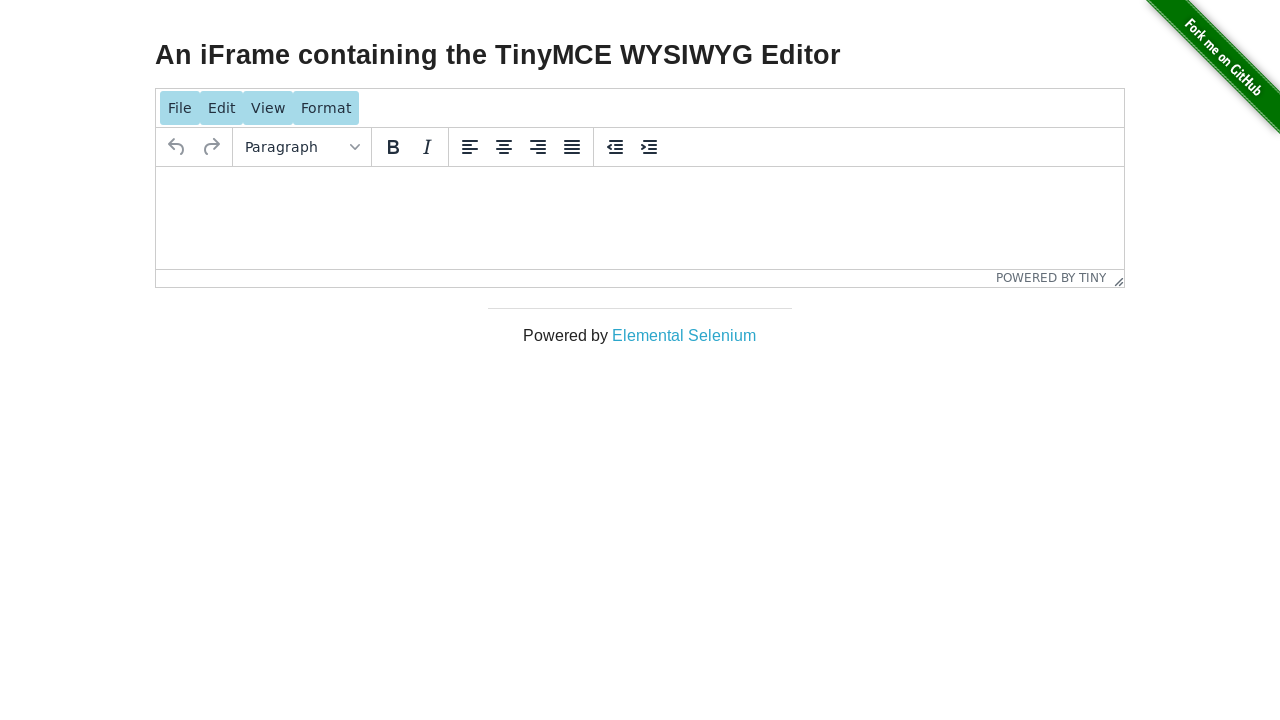 Fork me on GitHub
An iFrame containing the TinyMCE WYSIWYG Editor
File Edit View Format
Paragraph B I
POWERED BY TINY
Powered by Elemental Selenium